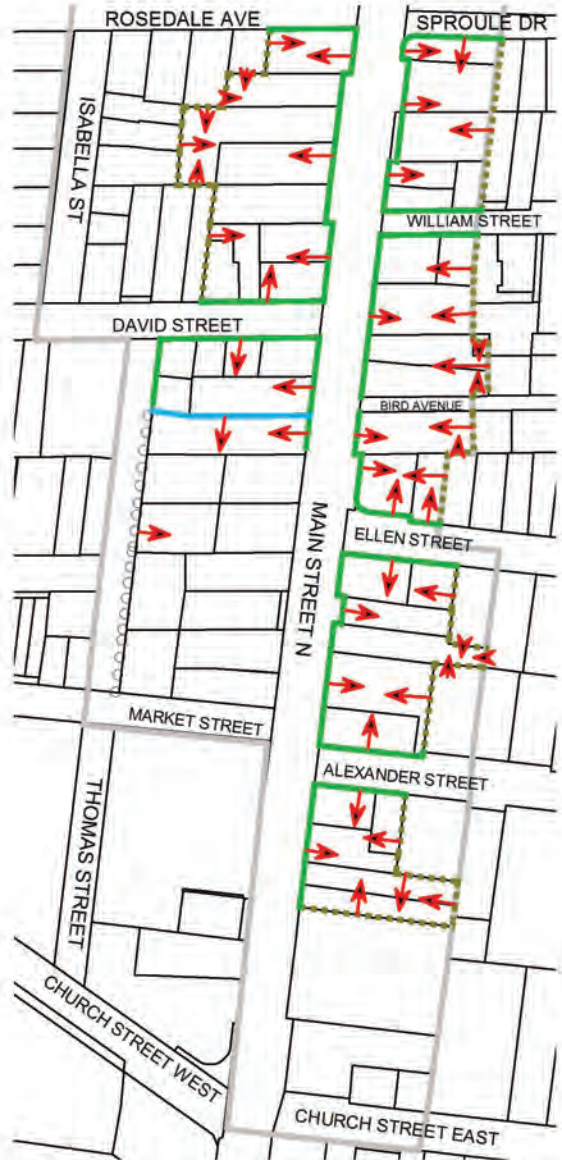 ROSEDALE AVE
SPROULE DR
ISABELLA ST
WILLIAM STREET
DAVID STREET
BIRD AVENUE
ELLEN STREET
MAIN STREET N
MARKET STREET
ALEXANDER STREET
THOMAS STREET
CHURCH STREET WEST
CHURCH STREET EAST